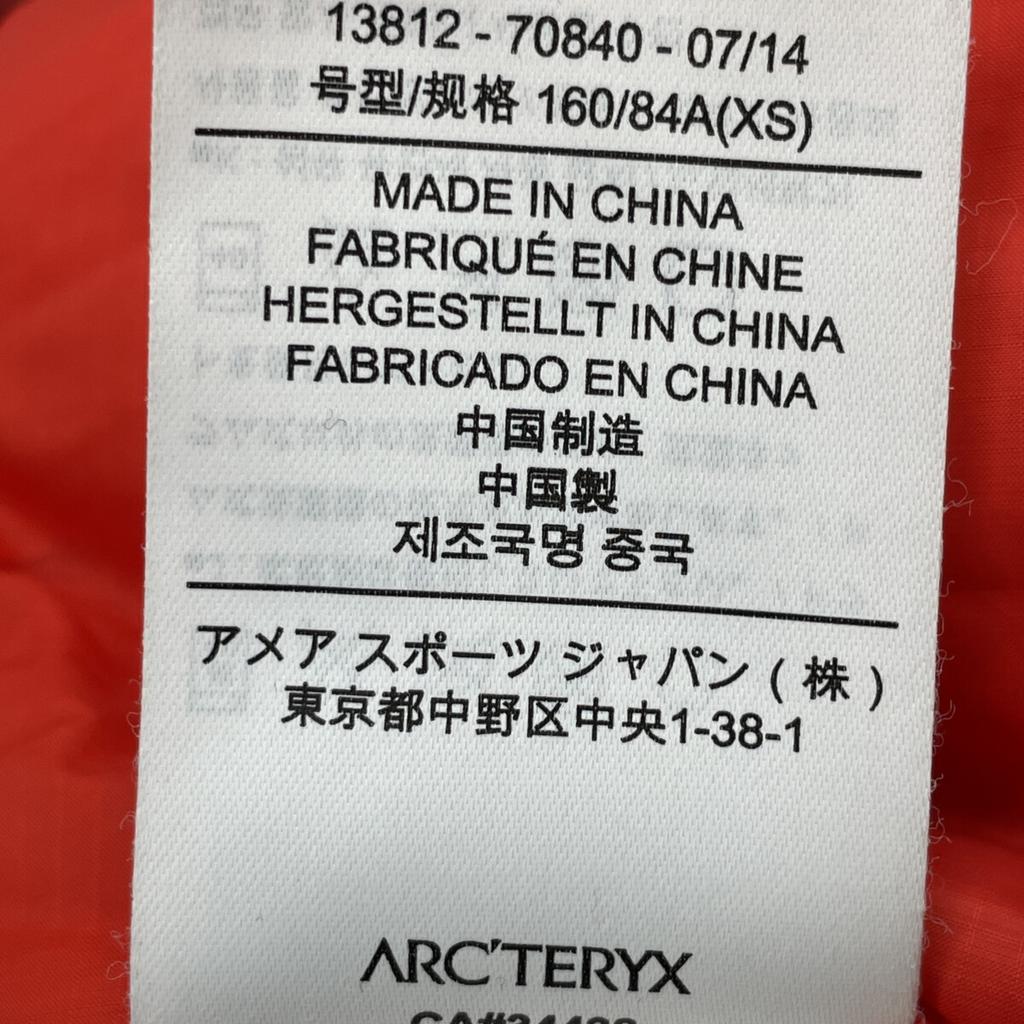 13812 - 70840 - 07/14
号型/规格 160/84A(XS)
MADE IN CHINA
FABRIQUÉ EN CHINE
HERGESTELLT IN CHINA
FABRICADO EN CHINA
中国制造
中国製
제조국명 중국
アメア スポーツ ジャパン ( 株 )
東京都中野区中央1-38-1
ARC'TERYX